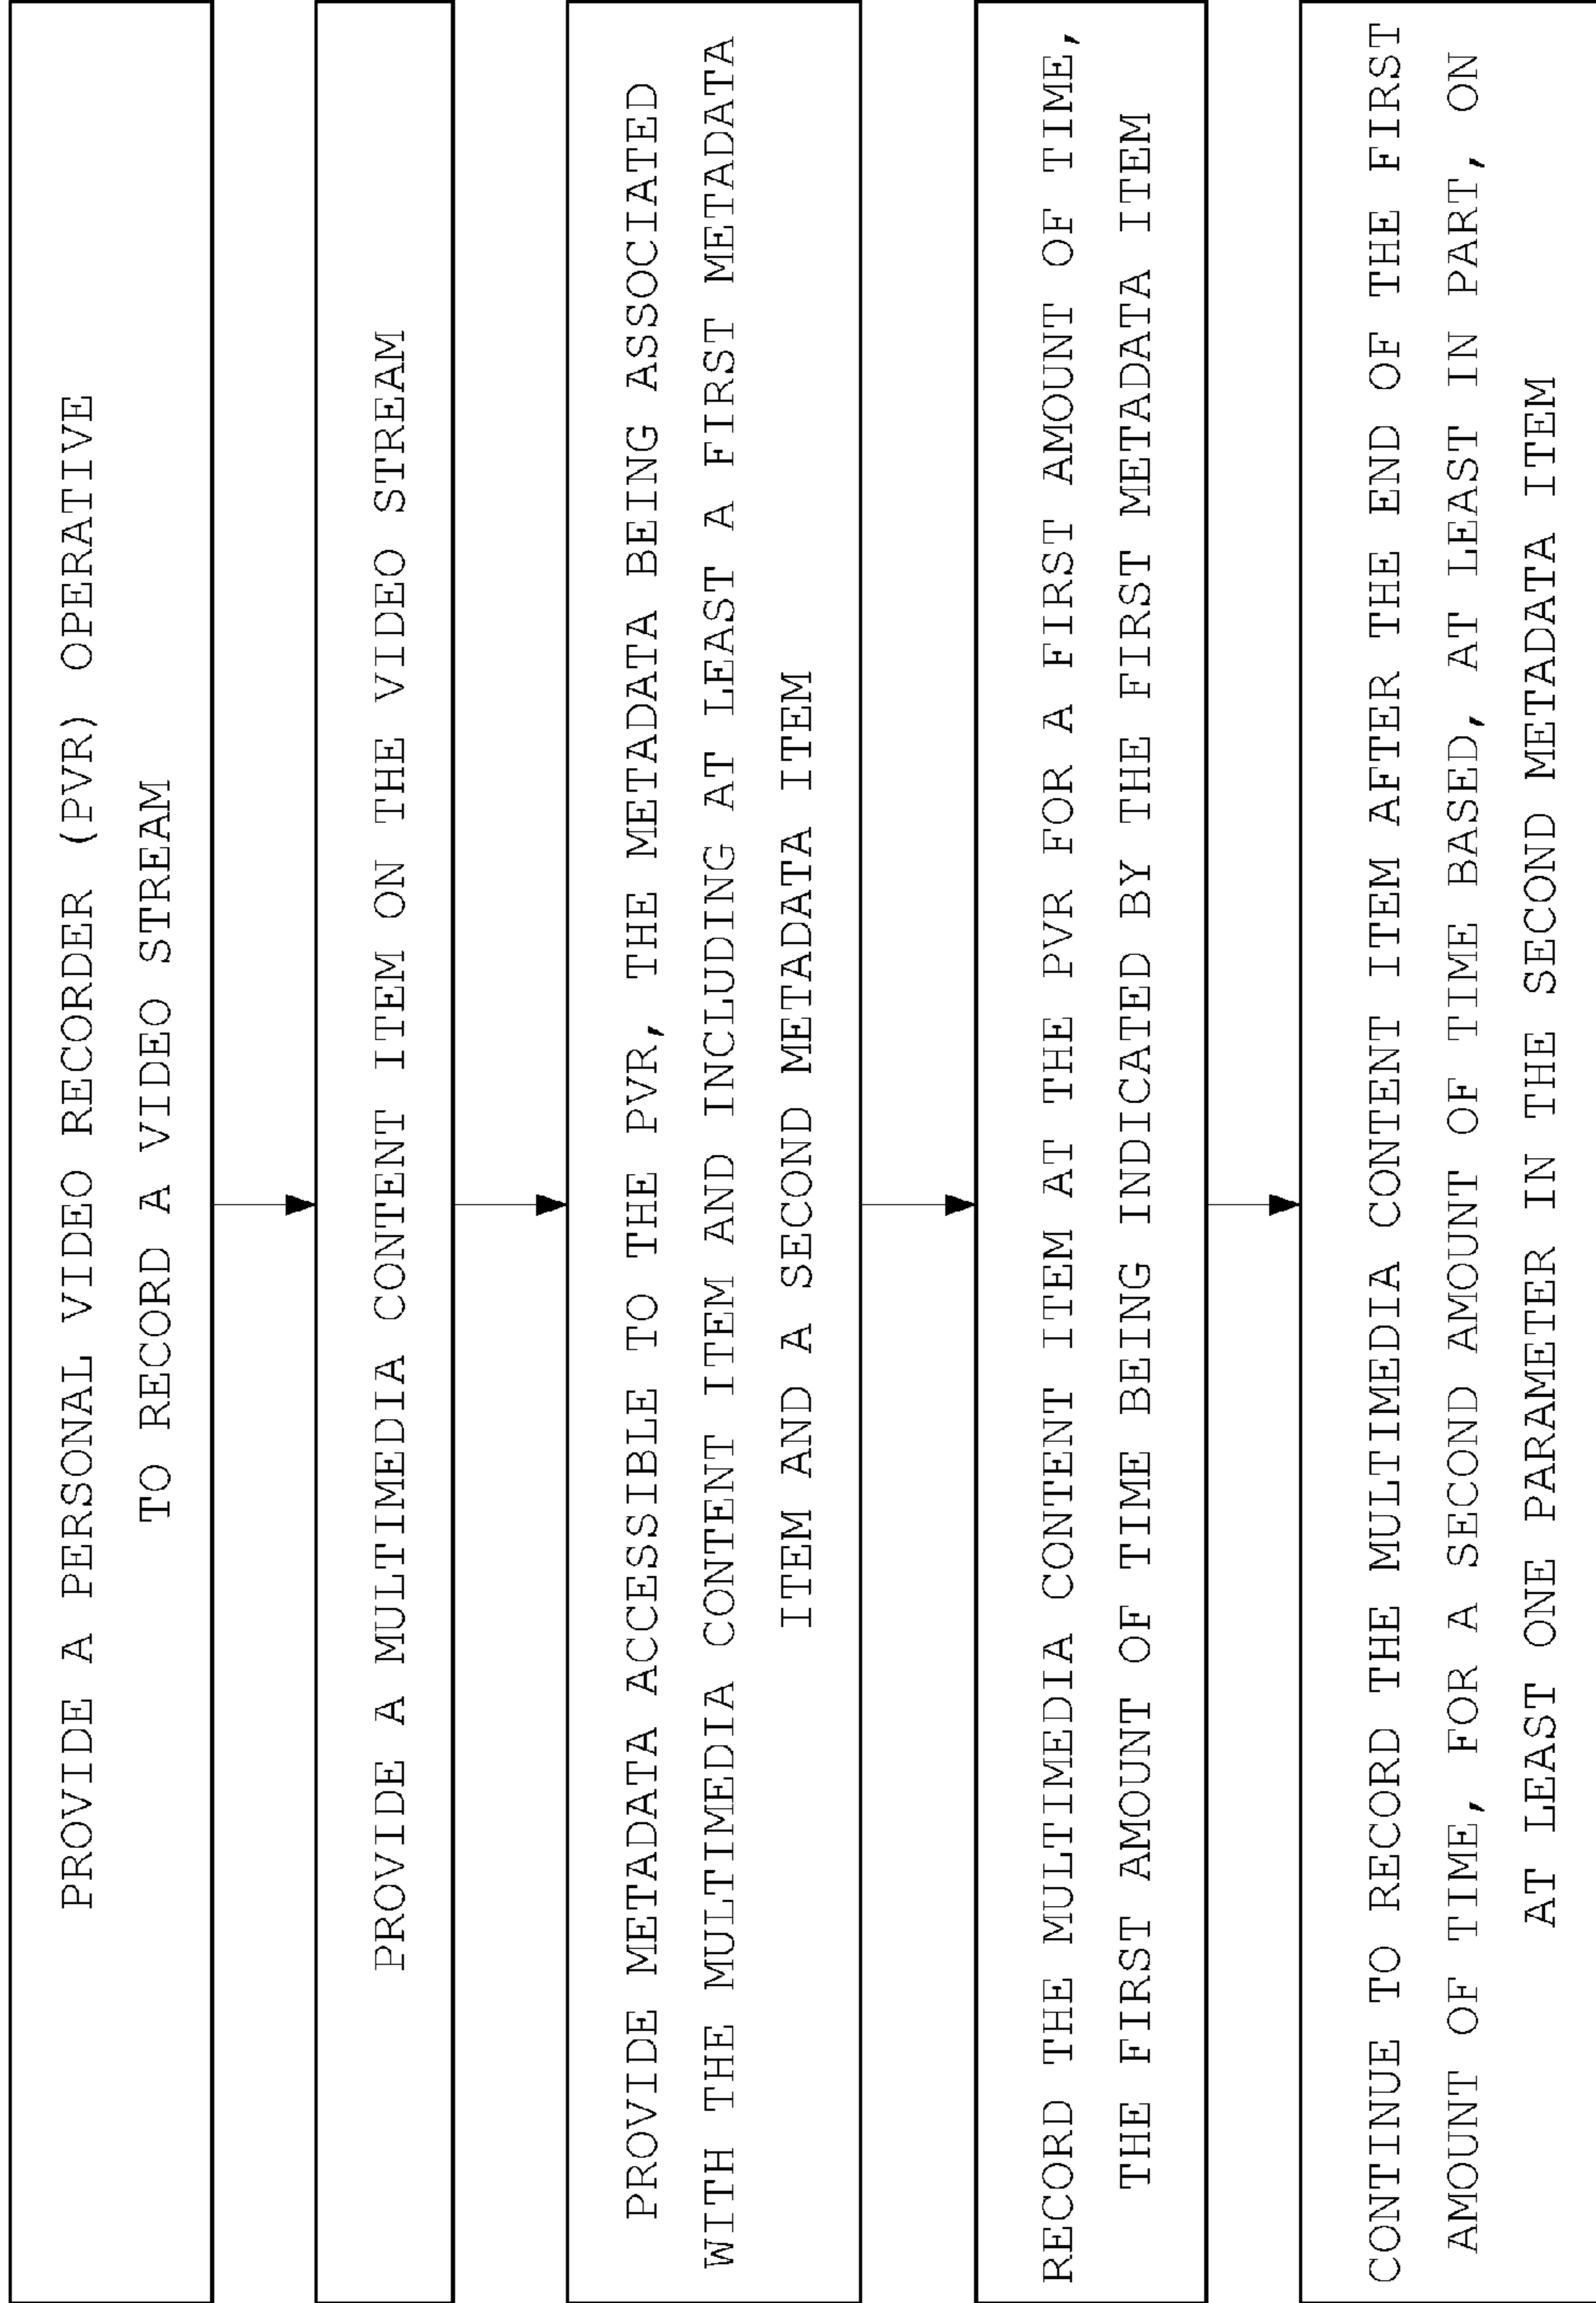 PROVIDE A PERSONAL VIDEO RECORDER (PVR) OPERATIVE
TO RECORD A VIDEO STREAM
PROVIDE A MULTIMEDIA CONTENT ITEM ON THE VIDEO STREAM
PROVIDE METADATA ACCESSIBLE TO THE PVR, THE METADATA BEING ASSOCIATED
WITH THE MULTIMEDIA CONTENT ITEM AND INCLUDING AT LEAST A FIRST METADATA
ITEM AND A SECOND METADATA ITEM
RECORD THE MULTIMEDIA CONTENT ITEM AT THE PVR FOR A FIRST AMOUNT OF TIME,
THE FIRST AMOUNT OF TIME BEING INDICATED BY THE FIRST METADATA ITEM
CONTINUE TO RECORD THE MULTIMEDIA CONTENT ITEM AFTER THE END OF THE FIRST
AMOUNT OF TIME, FOR A SECOND AMOUNT OF TIME BASED, AT LEAST IN PART, ON
AT LEAST ONE PARAMETER IN THE SECOND METADATA ITEM